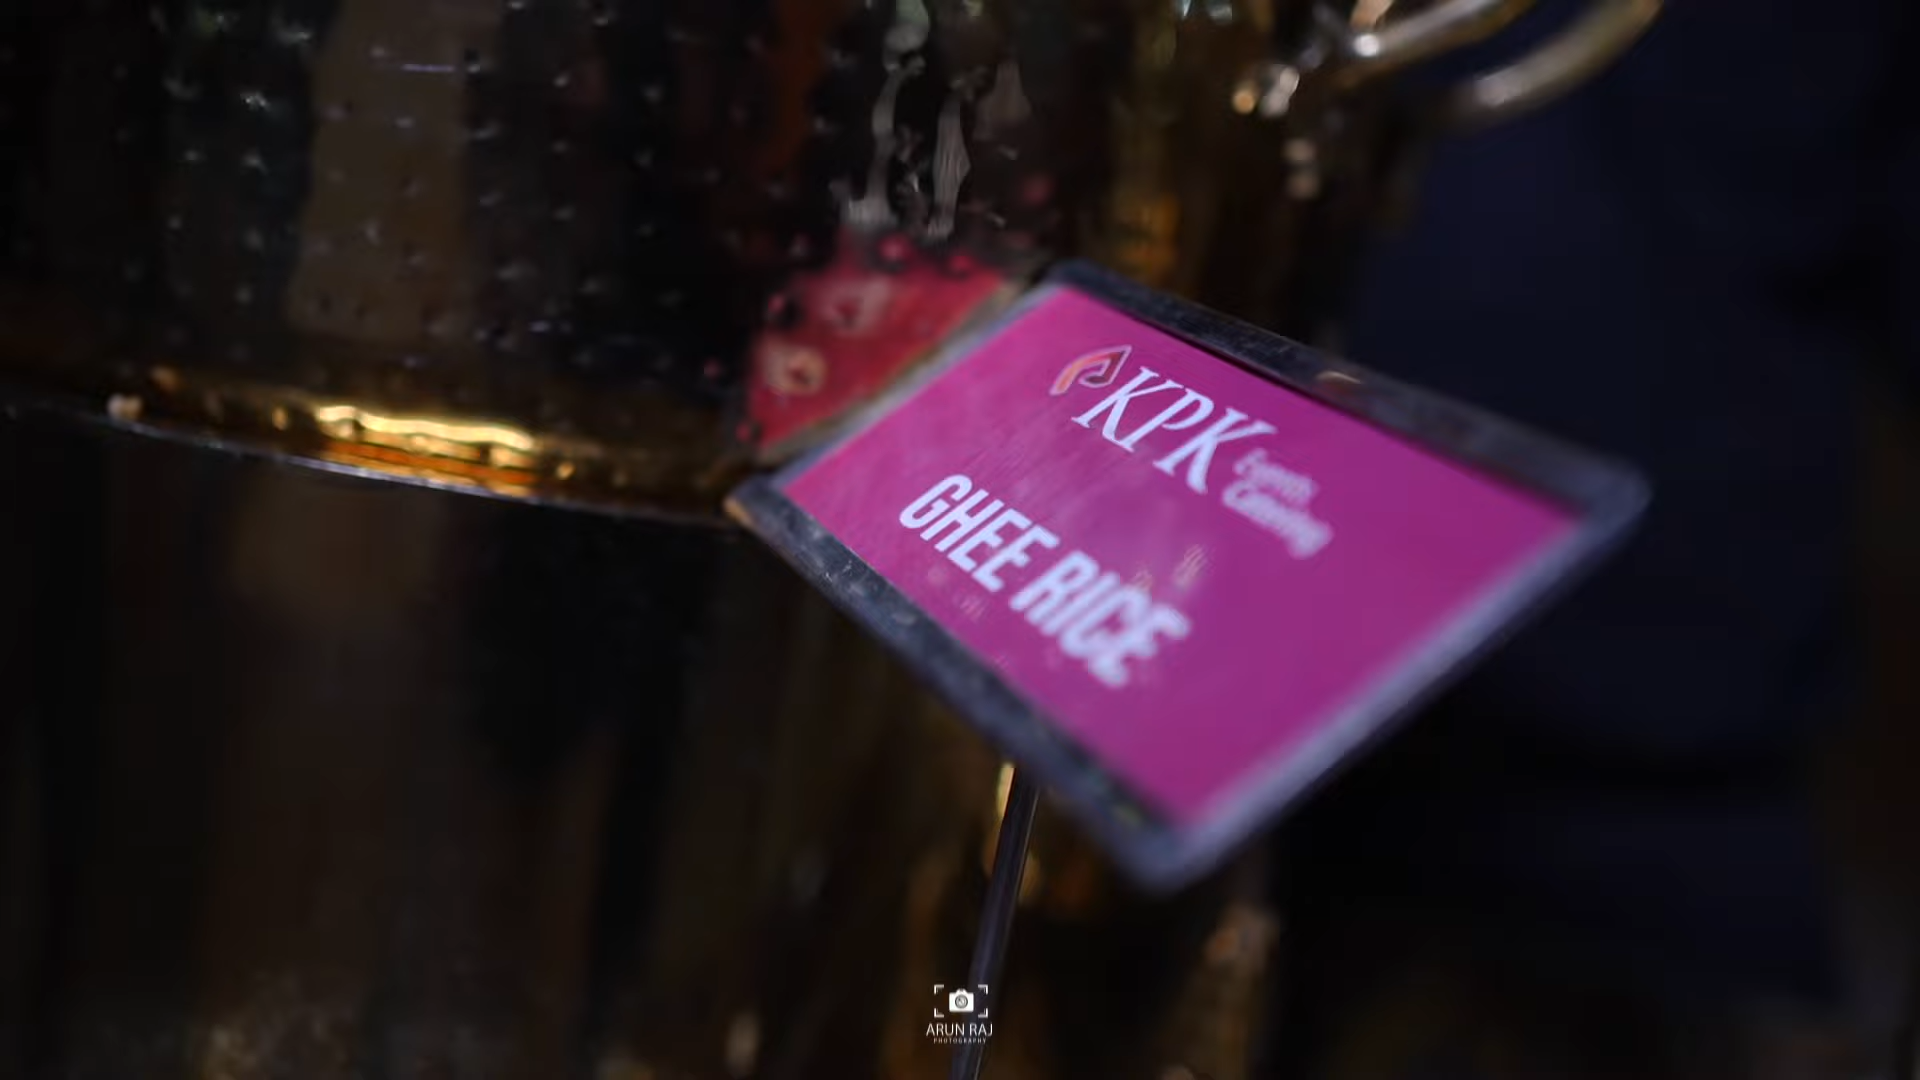 KPK
Events
Catering
GHEE RICE
ARUN RAJ
PHOTOGRAPHY